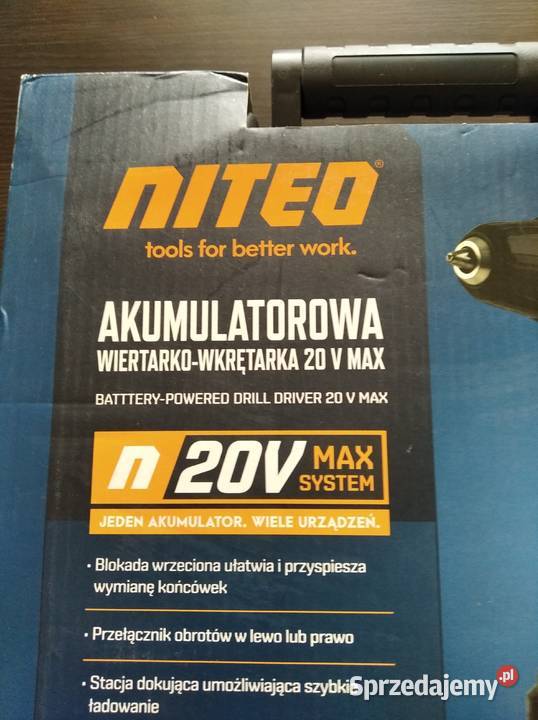 NITEO®
tools for better work.
AKUMULATOROWA
WIERTARKO-WKRĘTARKA 20 V MAX
BATTTERY-POWERED DRILL DRIVER 20 V MAX
n 20V MAX SYSTEM
JEDEN AKUMULATOR. WIELE URZĄDZEŃ.
• Blokada wrzeciona ułatwia i przyspiesza
wymianę końcówek
• Przełącznik obrotów w lewo lub prawo
• Stacja dokująca umożliwiająca szybkie
ładowanie
Sprzedajemy.pl